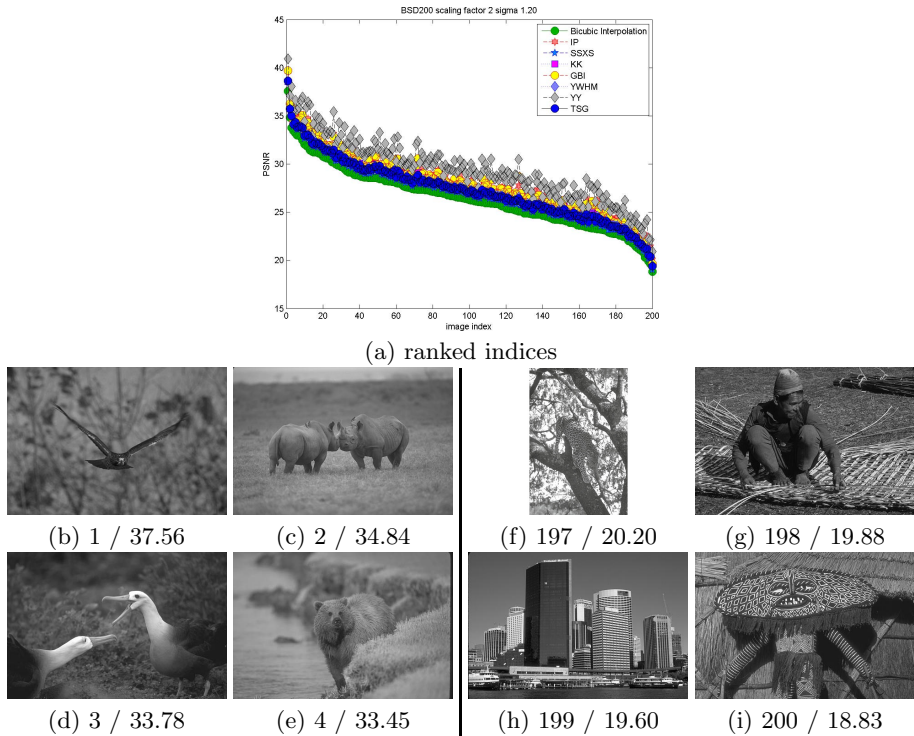 BSD200 scaling factor 2 sigma 1.20
45
40
35
30
25
20
15
PSNR
Bicubic Interpolation
IP
SSXS
KK
GBI
YWHM
YY
TSG
0 20 40 60 80 100 120 140 160 180 200
image index
(a) ranked indices
(b) 1 / 37.56 (c) 2 / 34.84 (f) 197 / 20.20 (g) 198 / 19.88
(d) 3 / 33.78 (e) 4 / 33.45 (h) 199 / 19.60 (i) 200 / 18.83